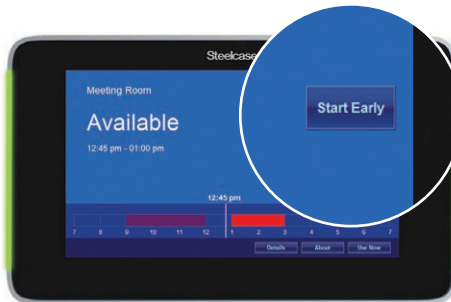 Steelcase
Meeting Room
Available
12:45 pm - 01:00 pm
Start Early
12:45 pm
7 8 9 10 11 12 1 2 3 4 5 6 7
Details About Use Now